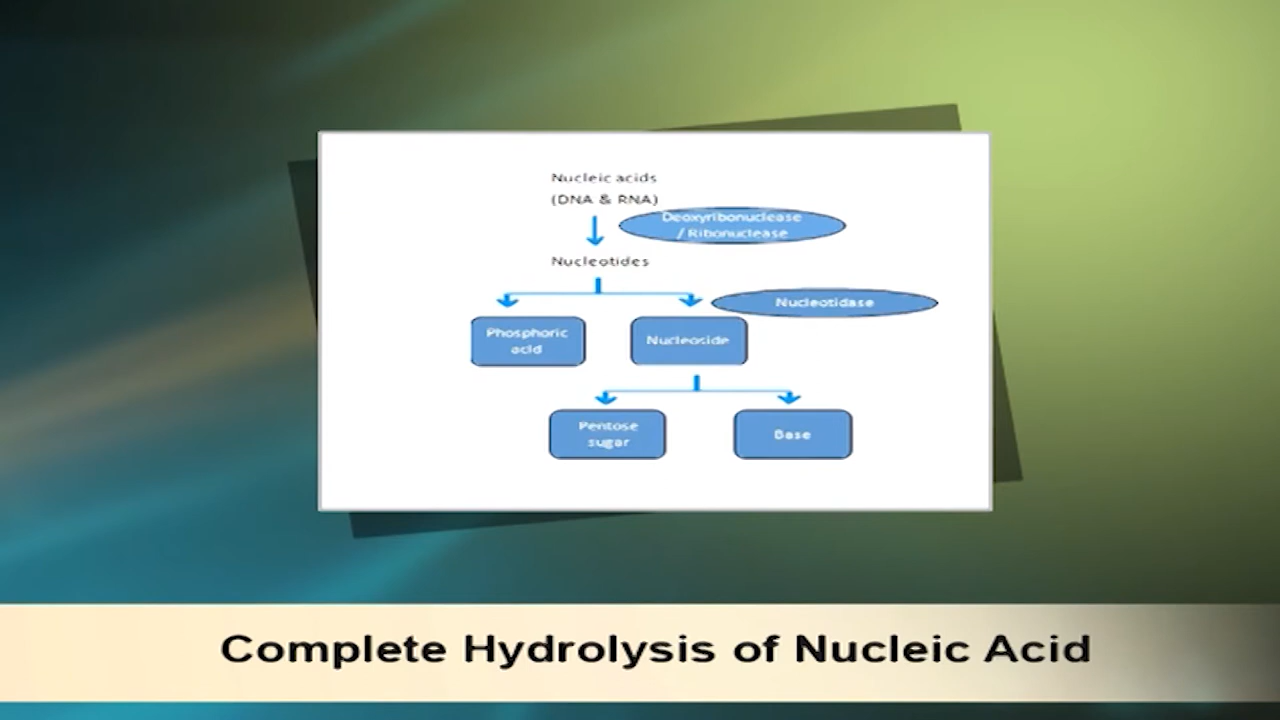 Nucleic acids
(DNA & RNA)
Deoxyribonuclease
/ Ribonuclease
Nucleotides
Nucleotidase
Phosphoric
acid
Nucleoside
Pentose
sugar
Base
Complete Hydrolysis of Nucleic Acid